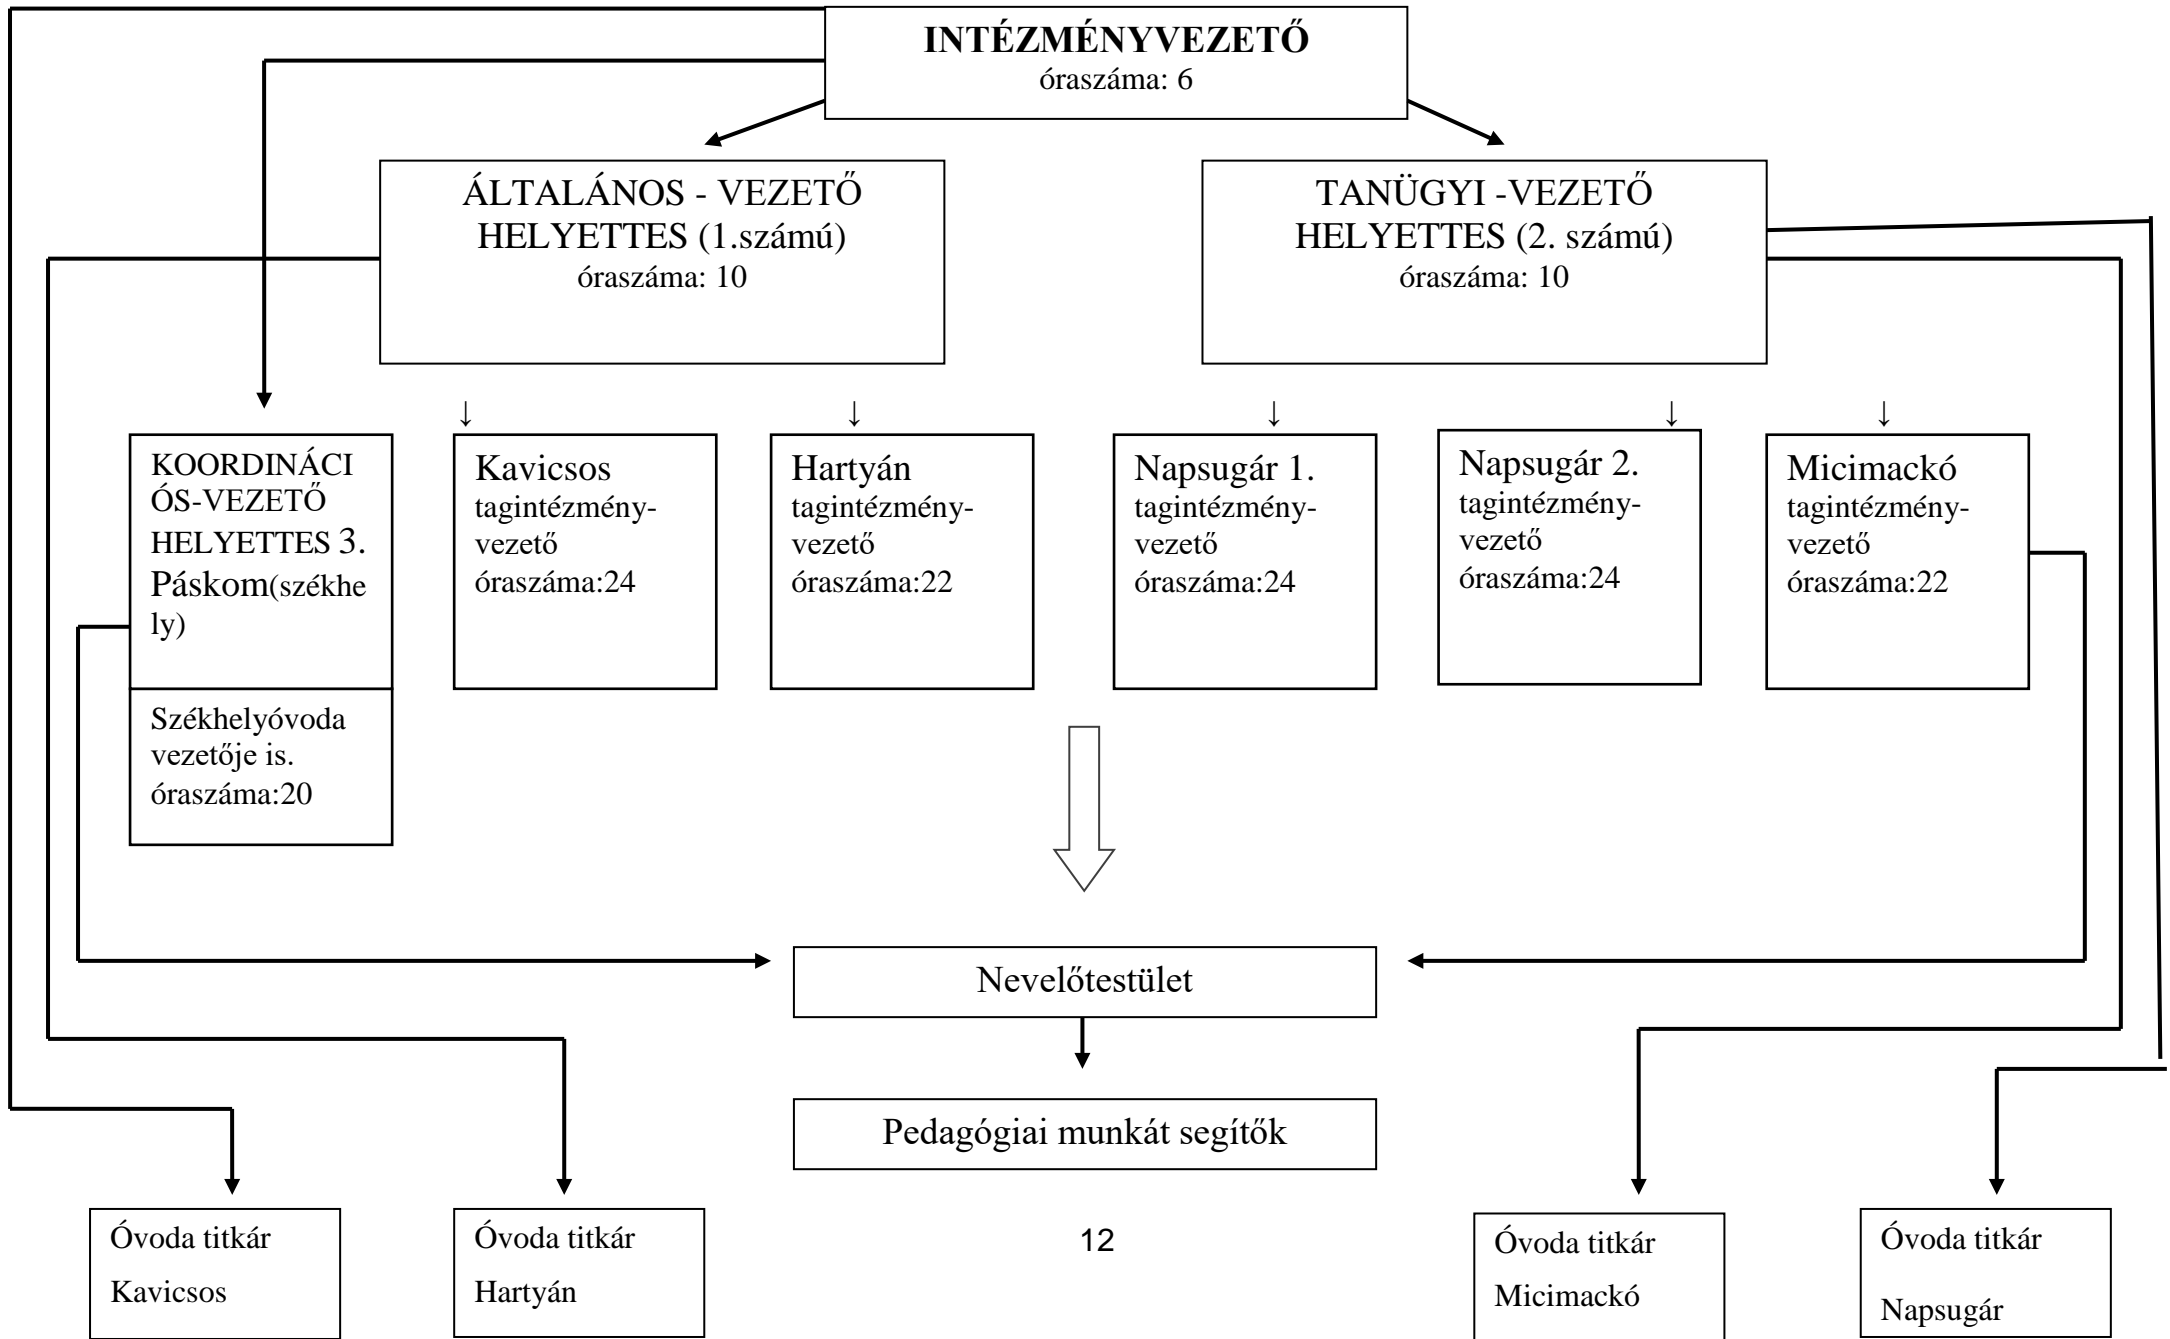 INTÉZMÉNYVEZETŐ
óraszáma: 6
ÁLTALÁNOS - VEZETŐ
HELYETTES (1.számú)
óraszáma: 10
TANÜGYI -VEZETŐ
HELYETTES (2. számú)
óraszáma: 10
↓
↓
↓
↓
↓
KOORDINÁCI
ÓS-VEZETŐ
HELYETTES 3.
Páskom(székhe
ly)
Székhelyóvoda
vezetője is.
óraszáma:20
Kavicsos
tagintézmény-
vezető
óraszáma:24
Hartyán
tagintézmény-
vezető
óraszáma:22
Napsugár 1.
tagintézmény-
vezető
óraszáma:24
Napsugár 2.
tagintézmény-
vezető
óraszáma:24
Micimackó
tagintézmény-
vezető
óraszáma:22
Nevelőtestület
Pedagógiai munkát segítők
Óvoda titkár
Kavicsos
Óvoda titkár
Hartyán
12
Óvoda titkár
Micimackó
Óvoda titkár
Napsugár